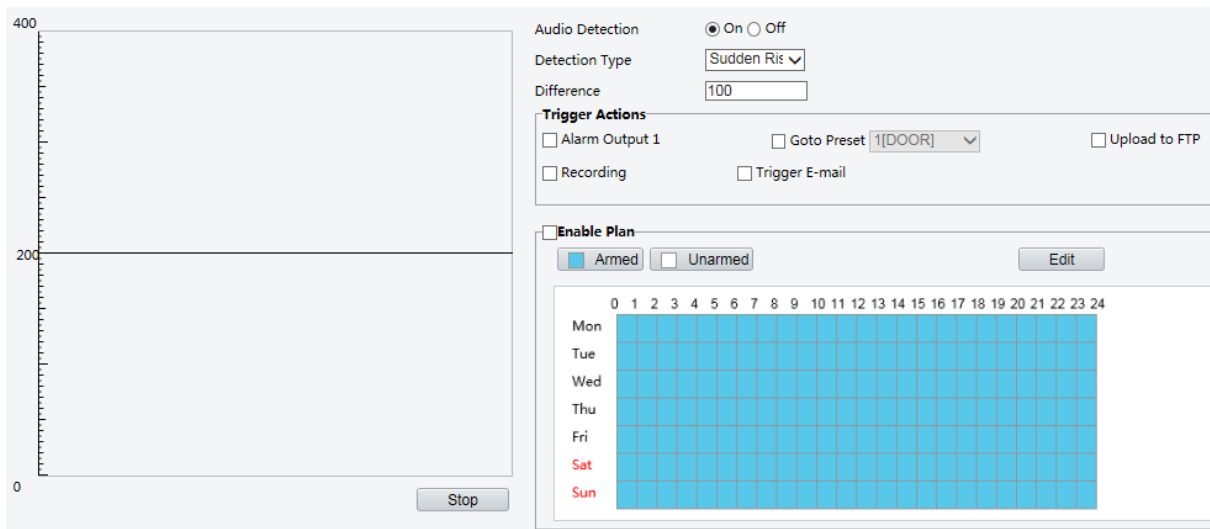 400
200
0
Stop
Audio Detection On Off
Detection Type Sudden Ris
Difference 100
Trigger Actions
Alarm Output 1 Goto Preset 1[DOOR] Upload to FTP
Recording Trigger E-mail
Enable Plan
Armed Unarmed Edit
0 1 2 3 4 5 6 7 8 9 10 11 12 13 14 15 16 17 18 19 20 21 22 23 24
Mon
Tue
Wed
Thu
Fri
Sat
Sun